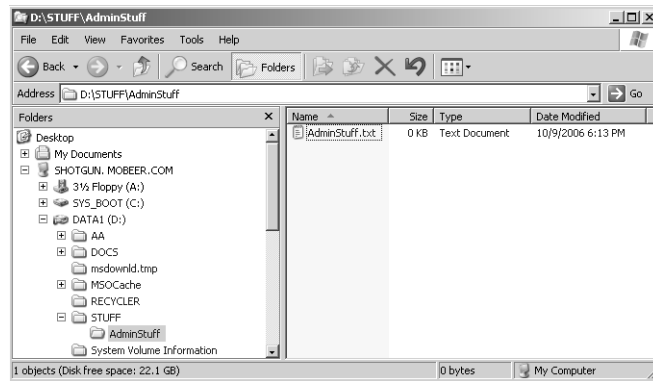 D:\STUFF\AdminStuff
File Edit View Favorites Tools Help
Back Search Folders
Address D:\STUFF\AdminStuff Go
Folders
Desktop
My Documents
SHOTGUN. MOBEER.COM
3½ Floppy (A:)
SYS_BOOT (C:)
DATA1 (D:)
AA
DOCS
msdownld.tmp
MSOCache
RECYCLER
STUFF
AdminStuff
System Volume Information
Name Size Type Date Modified
AdminStuff.txt 0 KB Text Document 10/9/2006 6:13 PM
1 objects (Disk free space: 22.1 GB) 0 bytes My Computer